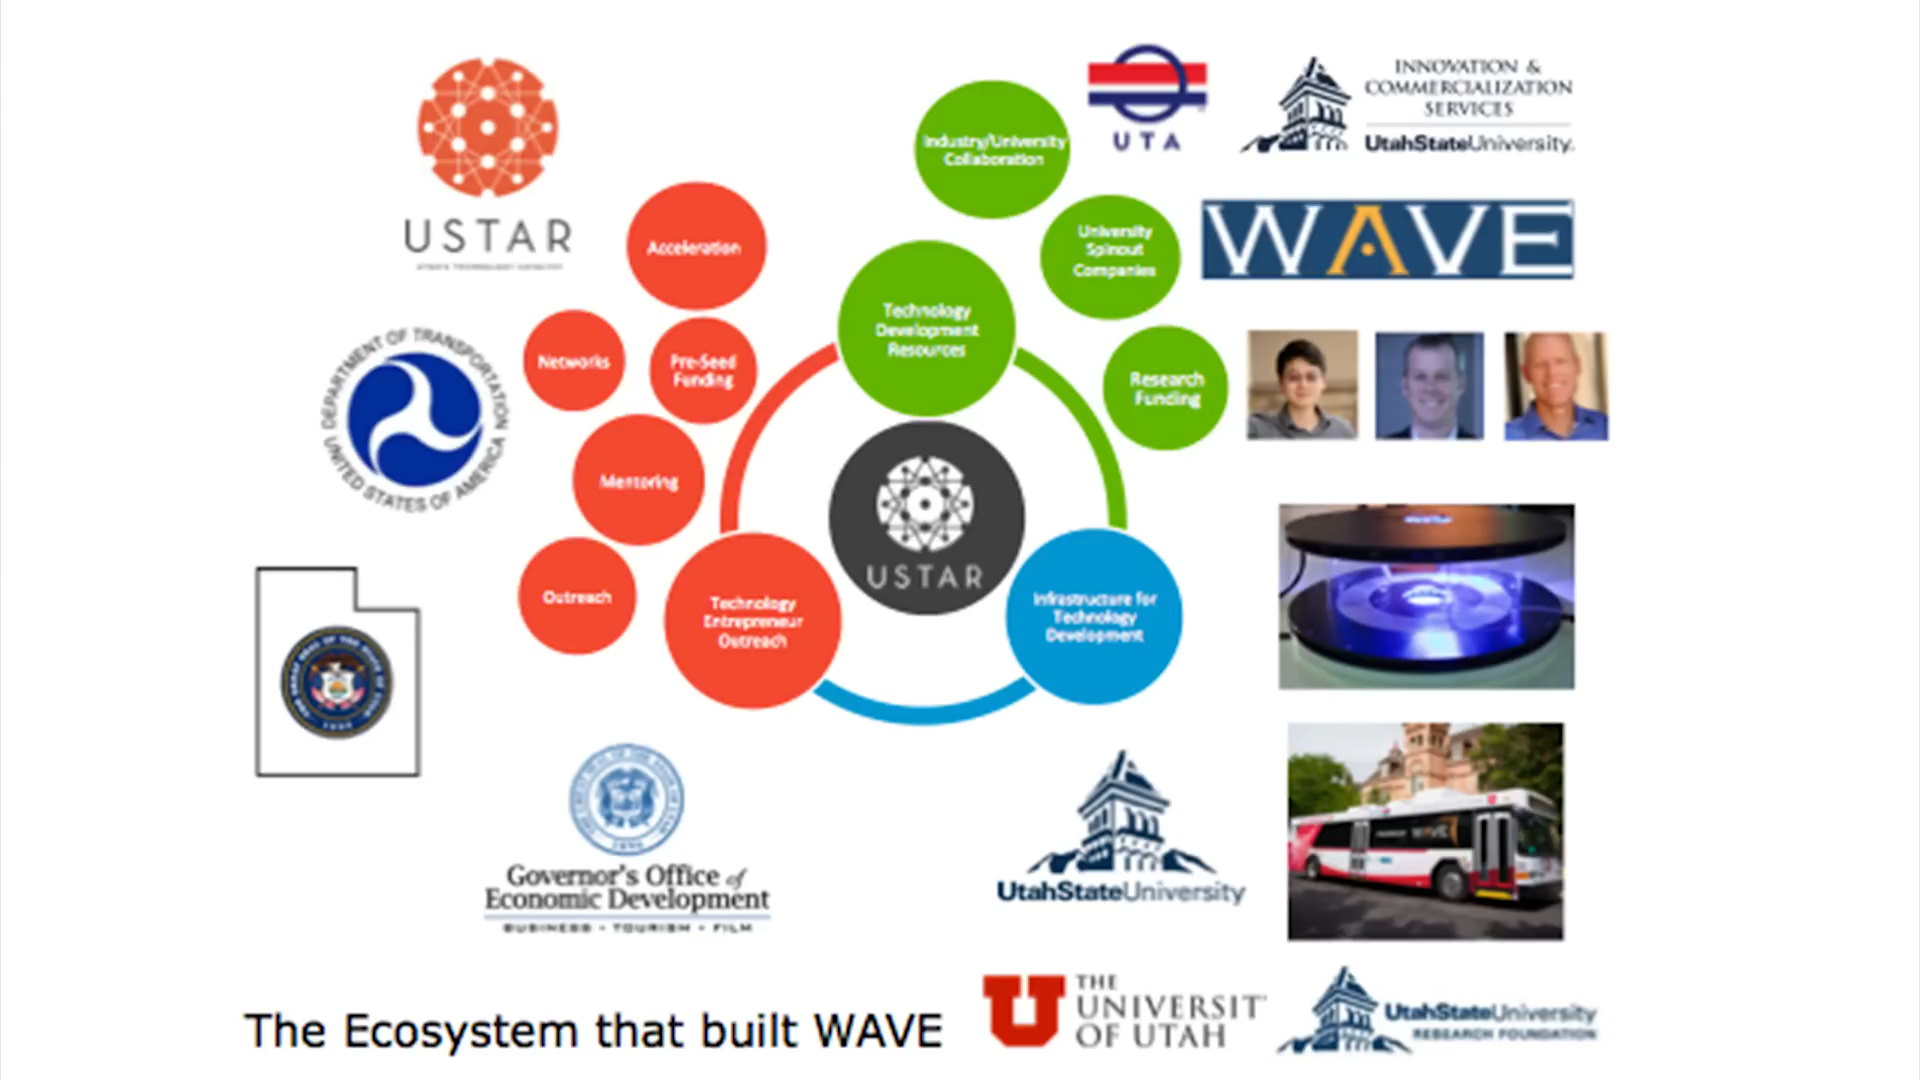 USTAR
UTA
INNOVATION &
COMMERCIALIZATION
SERVICES
UtahStateUniversity.
Industry/University
Collaboration
Acceleration
University
Spinout
Companies
WAVE
Technology
Development
Resources
Networks
Pre-Seed
Funding
Research
Funding
DEPARTMENT OF TRANSPORTATION
UNITED STATES OF AMERICA
Mentoring
USTAR
Outreach
Technology
Entrepreneur
Outreach
Infrastructure for
Technology
Development
1896
Governor's Office of
Economic Development
BUSINESS • TOURISM • FILM
UtahStateUniversity
WAVE
The Ecosystem that built WAVE
THE
UNIVERSIT
OF UTAH
UtahStateUniversity
RESEARCH FOUNDATION